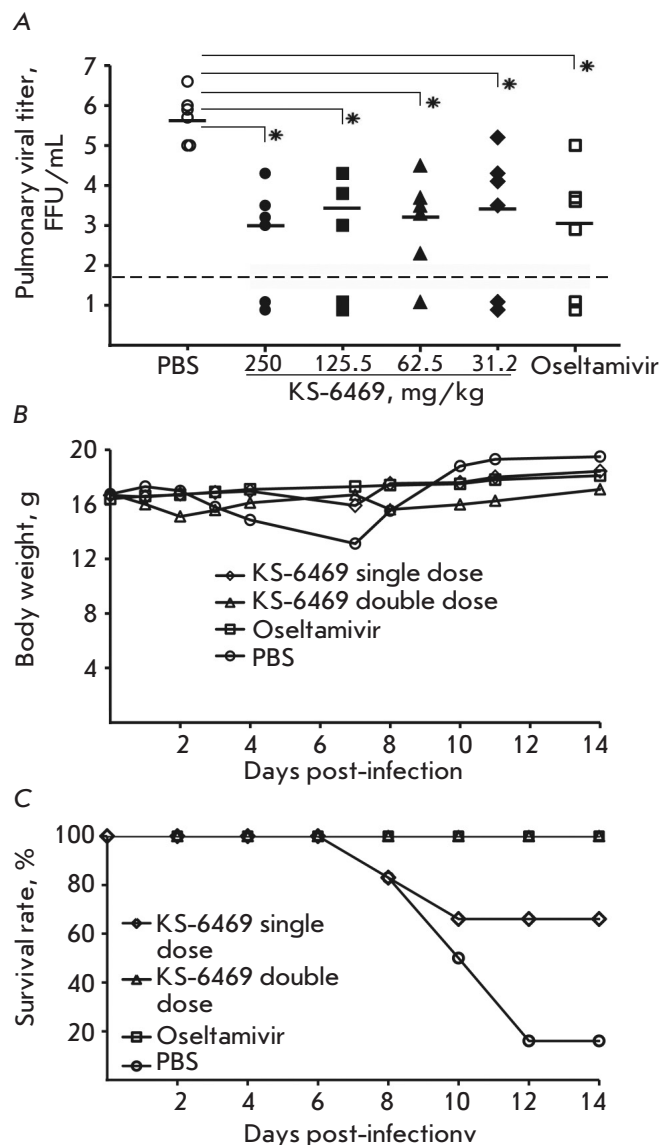 A
Pulmonary viral titer,
FFU/mL
7
6
5
4
3
2
1
* * * * *
PBS 250 125.5 62.5 31.2 Oseltamivir
KS-6469, mg/kg
B
Body weight, g
20
16
12
8
4
KS-6469 single dose
KS-6469 double dose
Oseltamivir
PBS
2 4 6 8 10 12 14
Days post-infection
C
Survival rate, %
100
80
60
40
20
KS-6469 single
dose
KS-6469 double
dose
Oseltamivir
PBS
2 4 6 8 10 12 14
Days post-infectionv